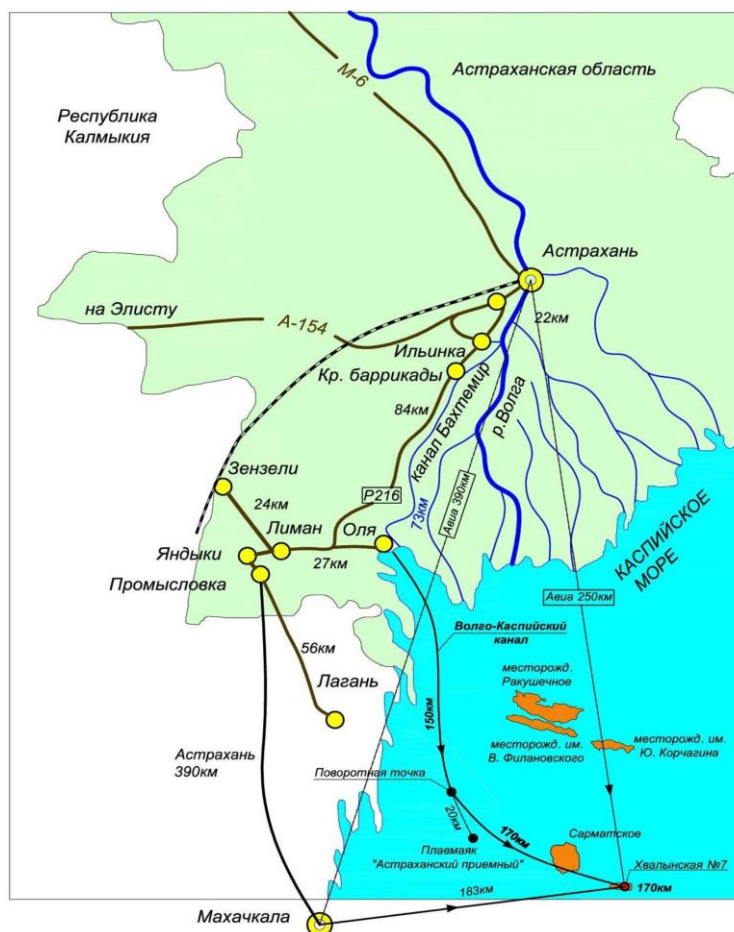 М-6
Астраханская область
Республика
Калмыкия
Астрахань
на Элисту
А-154
22км
Ильинка
Кр. баррикады
84км
канал Бахтемир
р.Волга
Зензели
Р216
73км
Авиа 390км
24км
Лиман
Оля
КАСПИЙСКОЕ
МОРЕ
Яндыки
27км
Промысловка
Авиа 250км
Волго-Каспийский
канал
56км
месторожд.
Ракушечное
Лагань
150км
месторожд. им.
В. Филановского
месторожд. им.
Ю. Корчагина
Астрахань
390км
Поворотная точка
20км
170км
Сарматское
Плавмаяк
"Астраханский приемный"
Хвалынская №7
183км
170км
Махачкала